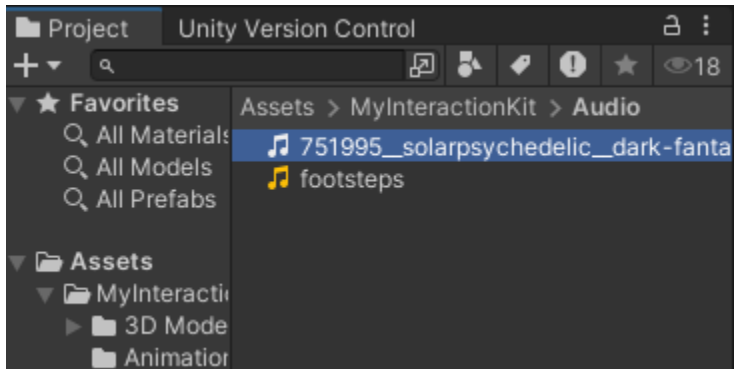 Project Unity Version Control
18
Favorites
All Materials
All Models
All Prefabs
Assets > MyInteractionKit > Audio
751995__solarpsychedelic__dark-fanta
footsteps
Assets
MyInteractio
3D Mode
Animation